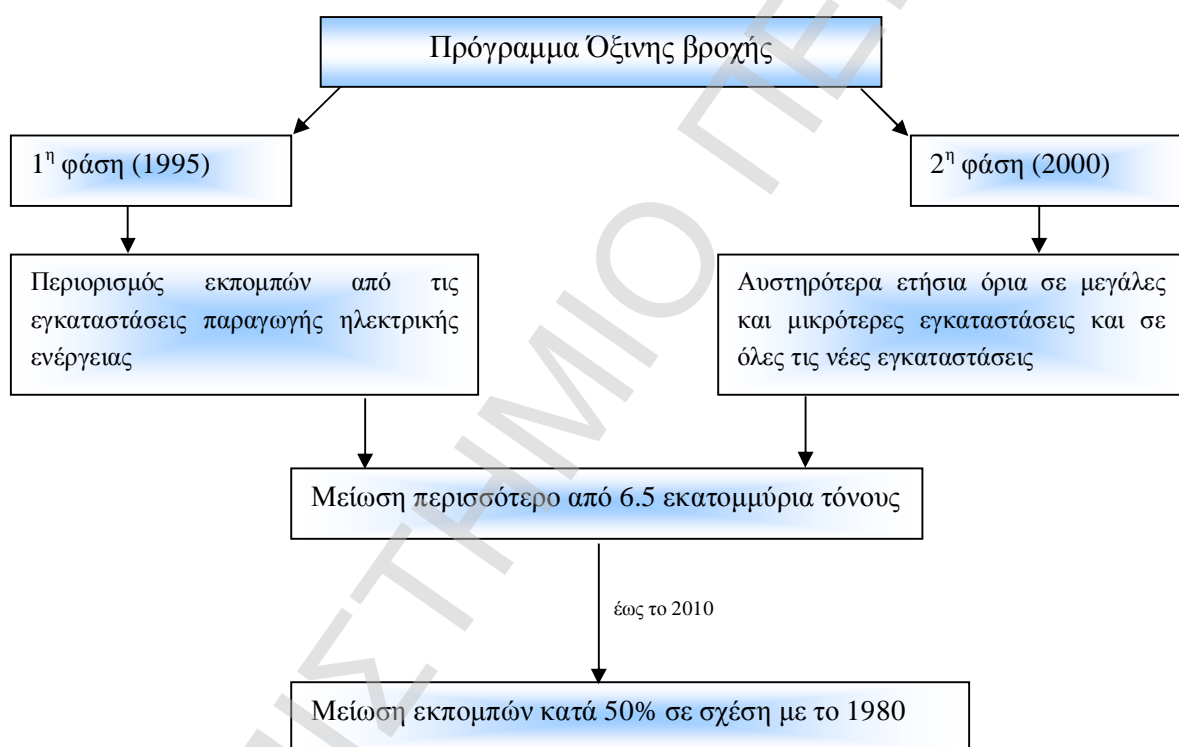 Πρόγραμμα Όξινης βροχής
1η φάση (1995)
2η φάση (2000)
Περιορισμός εκπομπών από τις
εγκαταστάσεις παραγωγής ηλεκτρικής
ενέργειας
Αυστηρότερα ετήσια όρια σε μεγάλες
και μικρότερες εγκαταστάσεις και σε
όλες τις νέες εγκαταστάσεις
Μείωση περισσότερο από 6.5 εκατομμύρια τόνους
έως το 2010
Μείωση εκπομπών κατά 50% σε σχέση με το 1980